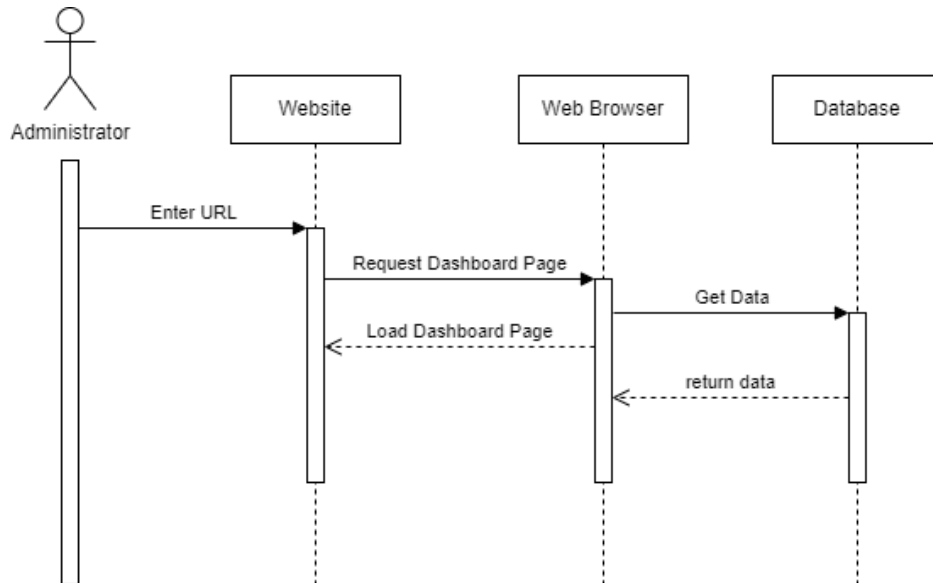 Administrator
Website
Web Browser
Database
Enter URL
Request Dashboard Page
Get Data
Load Dashboard Page
return data